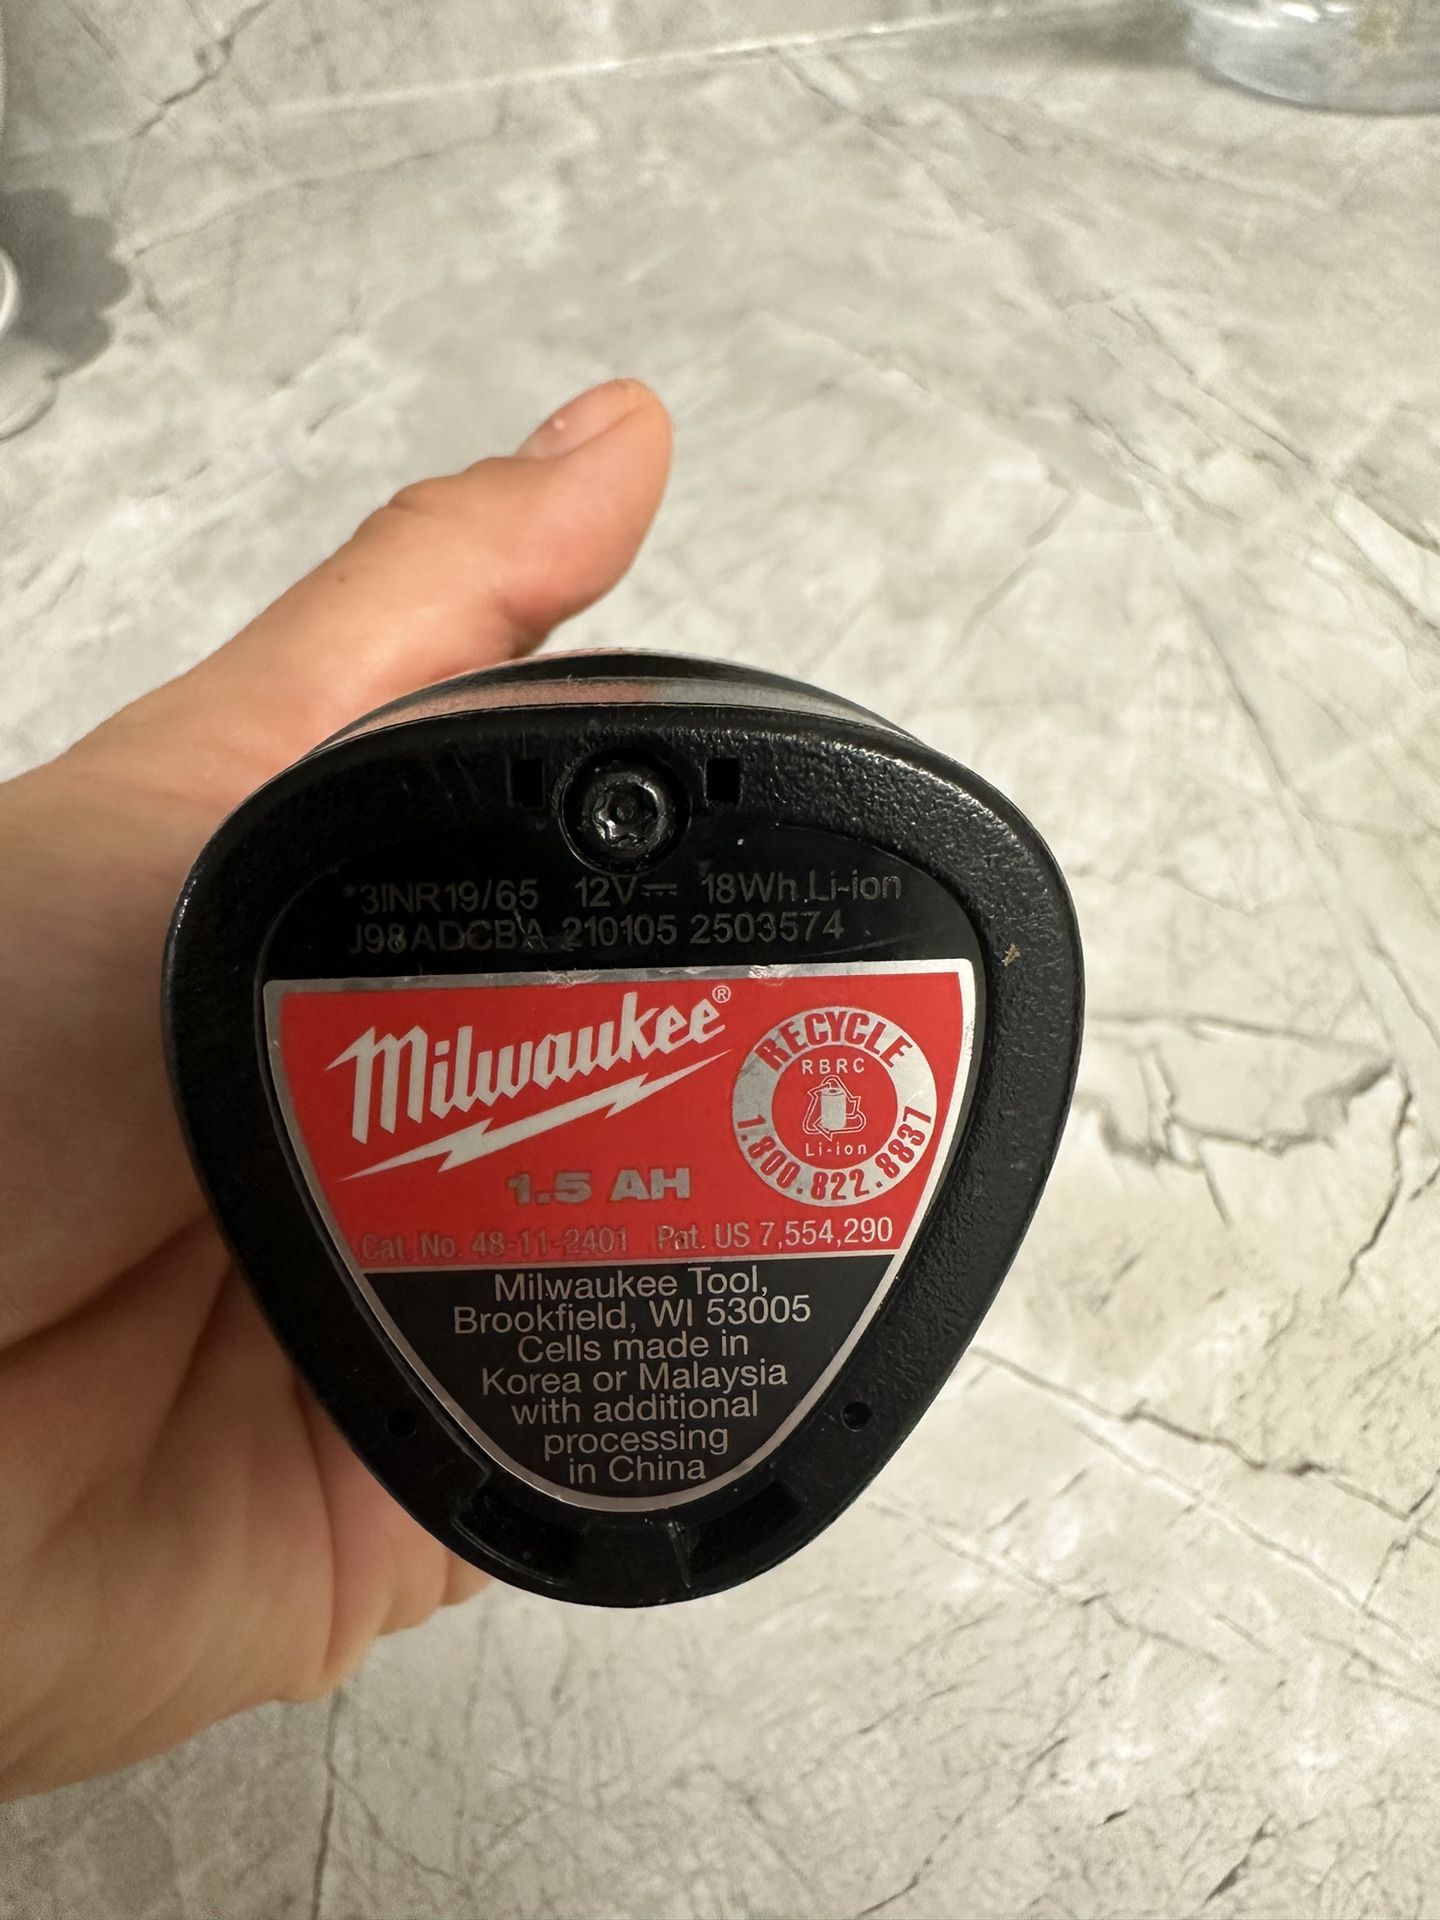 *3INR19/65 12V⎓ 18Wh Li-ion
J98ADCBA 210105 2503574
Milwaukee®
RECYCLE
RBRC
Li-ion
1.800.822.8837
1.5 AH
Cat. No. 48-11-2401 Pat. US 7,554,290
Milwaukee Tool,
Brookfield, WI 53005
Cells made in
Korea or Malaysia
with additional
processing
in China